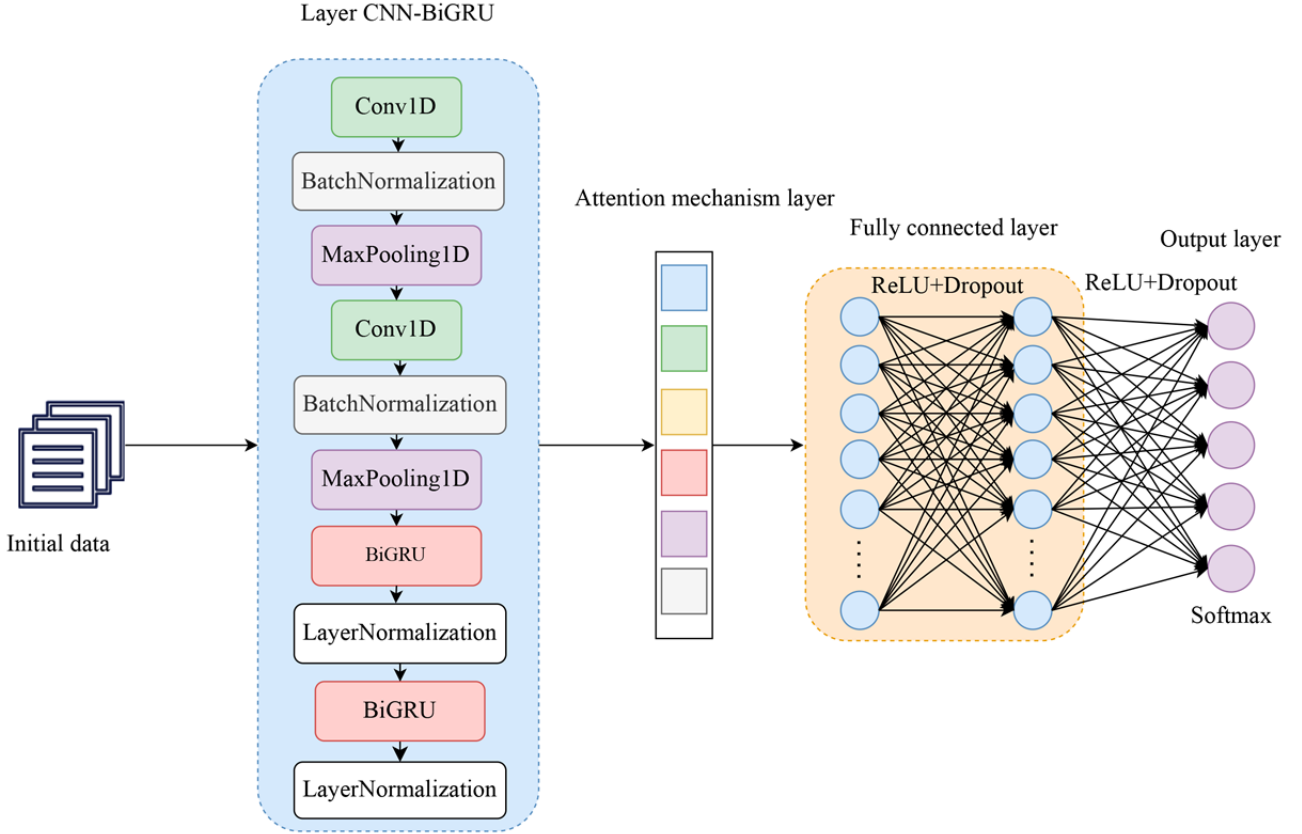 Layer CNN-BiGRU
Conv1D
BatchNormalization
MaxPooling1D
Conv1D
BatchNormalization
MaxPooling1D
BiGRU
LayerNormalization
BiGRU
LayerNormalization
Initial data
Attention mechanism layer
Fully connected layer
ReLU+Dropout
Output layer
ReLU+Dropout
Softmax